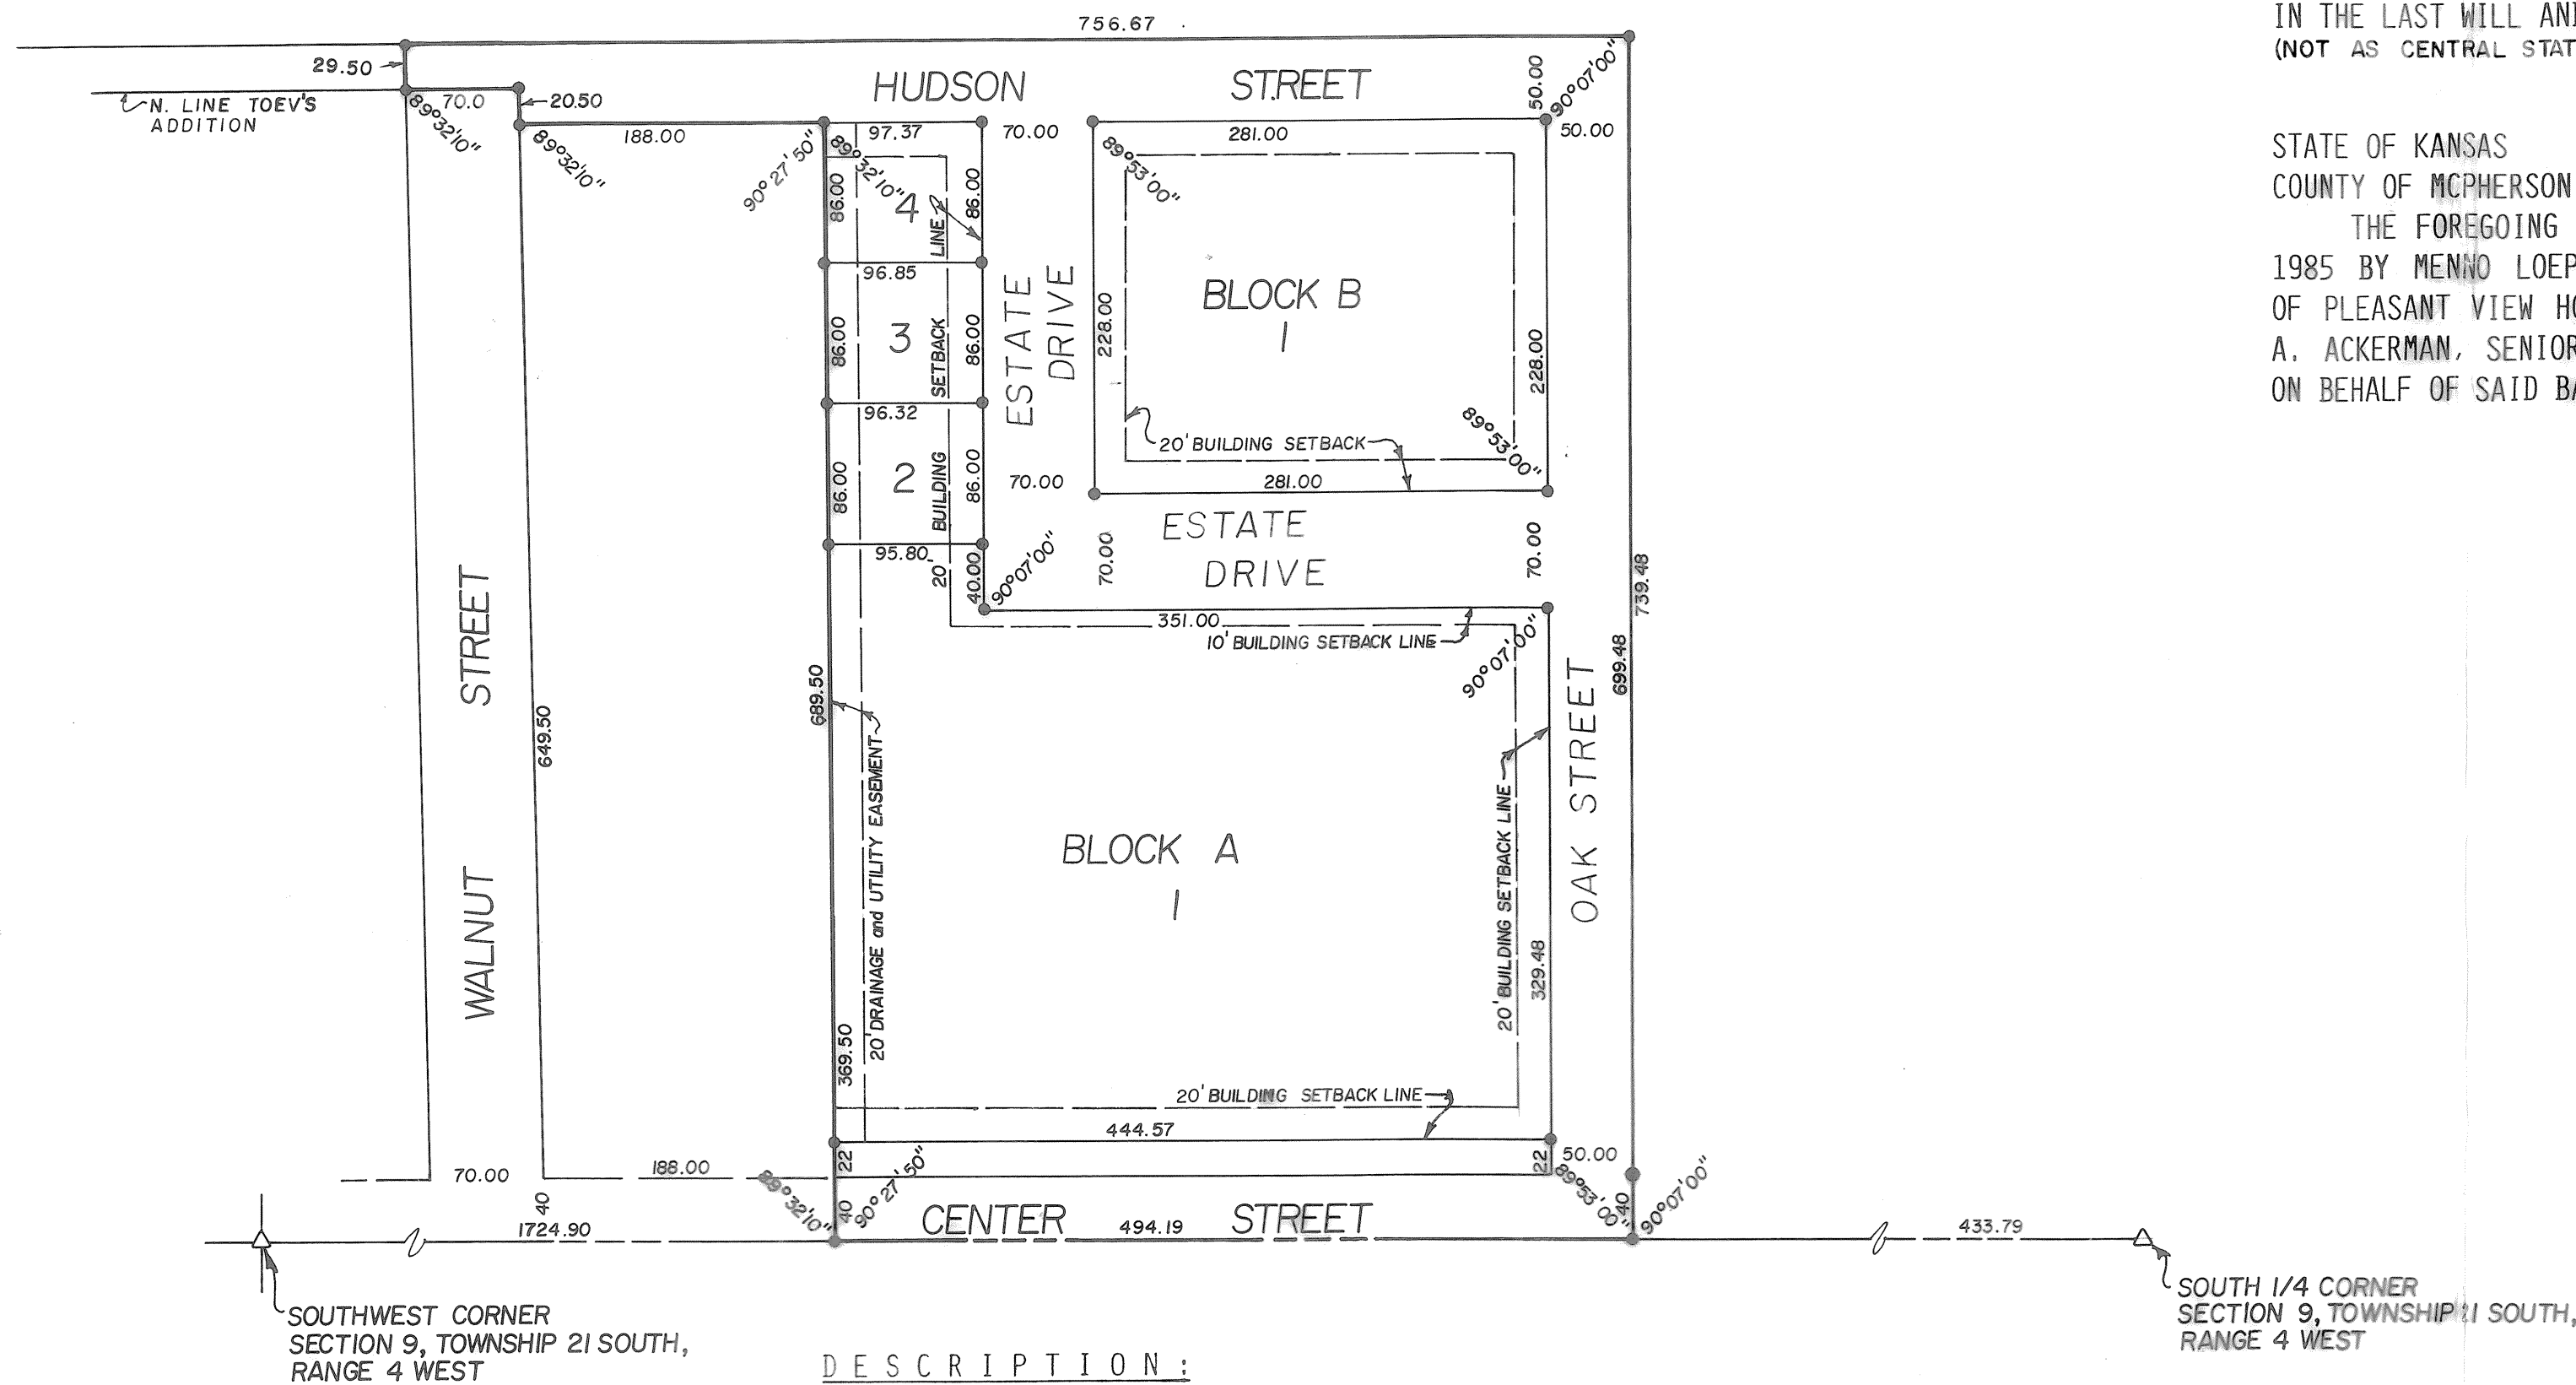 756.67
IN THE LAST WILL AN
(NOT AS CENTRAL STAT
29.50
HUDSON STREET
50.00
90°07'00"
N. LINE TOEV'S
ADDITION
70.0
20.50
89°32'10"
89°32'10"
188.00
90°27'50"
97.37
89°32'10"
70.00
281.00
50.00
89°53'00"
STATE OF KANSAS
COUNTY OF MCPHERSON
THE FOREGOING
1985 BY MENNO LOEP
OF PLEASANT VIEW HO
A. ACKERMAN, SENIOR
ON BEHALF OF SAID BA
86.00
4
86.00
96.85
86.00
3
86.00
96.32
86.00
2
86.00
95.80
20' BUILDING SETBACK LINE
40.00
90°07'00"
ESTATE
DRIVE
228.00
BLOCK B
1
228.00
20' BUILDING SETBACK
89°53'00"
70.00
281.00
ESTATE
DRIVE
70.00
70.00
351.00
10' BUILDING SETBACK LINE
90°07'00"
739.48
699.48
WALNUT STREET
649.50
689.50
20' DRAINAGE and UTILITY EASEMENT
369.50
BLOCK A
1
20' BUILDING SETBACK LINE
329.48
OAK STREET
20' BUILDING SETBACK LINE
444.57
22
22
50.00
70.00
188.00
89°32'10"
90°27'50"
89°53'00"
90°07'00"
40
40
40
1724.90
CENTER STREET
494.19
433.79
SOUTHWEST CORNER
SECTION 9, TOWNSHIP 21 SOUTH,
RANGE 4 WEST
SOUTH 1/4 CORNER
SECTION 9, TOWNSHIP 21 SOUTH,
RANGE 4 WEST
DESCRIPTION: